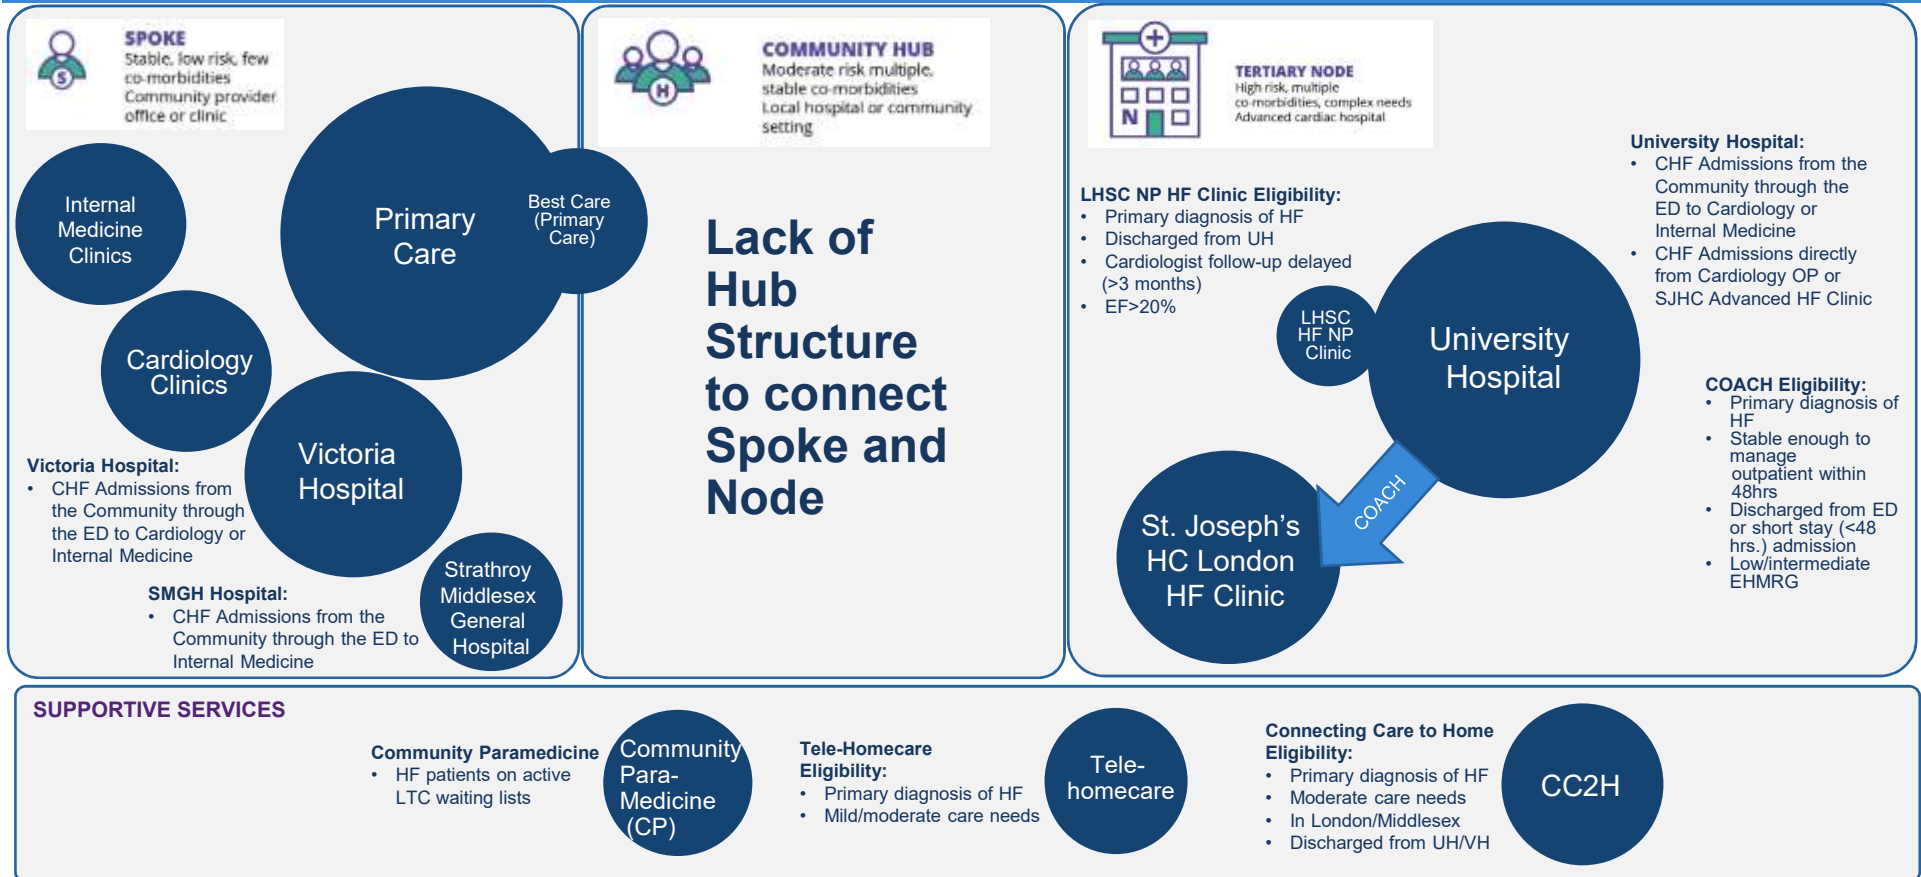 SPOKE
Stable, low risk, few
co-morbidities
Community provider
office or clinic
S
Internal
Medicine
Clinics
Primary
Care
Best Care
(Primary
Care)
Cardiology
Clinics
Victoria
Hospital
Victoria Hospital:
• CHF Admissions from
the Community through
the ED to Cardiology or
Internal Medicine
SMGH Hospital:
• CHF Admissions from the
Community through the ED to
Internal Medicine
Strathroy
Middlesex
General
Hospital
COMMUNITY HUB
Moderate risk multiple,
stable co-morbidities
Local hospital or community
setting
H
Lack of
Hub
Structure
to connect
Spoke and
Node
TERTIARY NODE
High risk, multiple
co-morbidities, complex needs
Advanced cardiac hospital
N
LHSC NP HF Clinic Eligibility:
• Primary diagnosis of HF
• Discharged from UH
• Cardiologist follow-up delayed
(>3 months)
• EF>20%
LHSC
HF NP
Clinic
University
Hospital
University Hospital:
• CHF Admissions from the
Community through the
ED to Cardiology or
Internal Medicine
• CHF Admissions directly
from Cardiology OP or
SJHC Advanced HF Clinic
COACH
St. Joseph's
HC London
HF Clinic
COACH Eligibility:
• Primary diagnosis of
HF
• Stable enough to
manage
outpatient within
48hrs
• Discharged from ED
or short stay (<48
hrs.) admission
• Low/intermediate
EHMRG
SUPPORTIVE SERVICES
Community Paramedicine
• HF patients on active
LTC waiting lists
Community
Para-
Medicine
(CP)
Tele-Homecare
Eligibility:
• Primary diagnosis of HF
• Mild/moderate care needs
Tele-
homecare
Connecting Care to Home
Eligibility:
• Primary diagnosis of HF
• Moderate care needs
• In London/Middlesex
• Discharged from UH/VH
CC2H